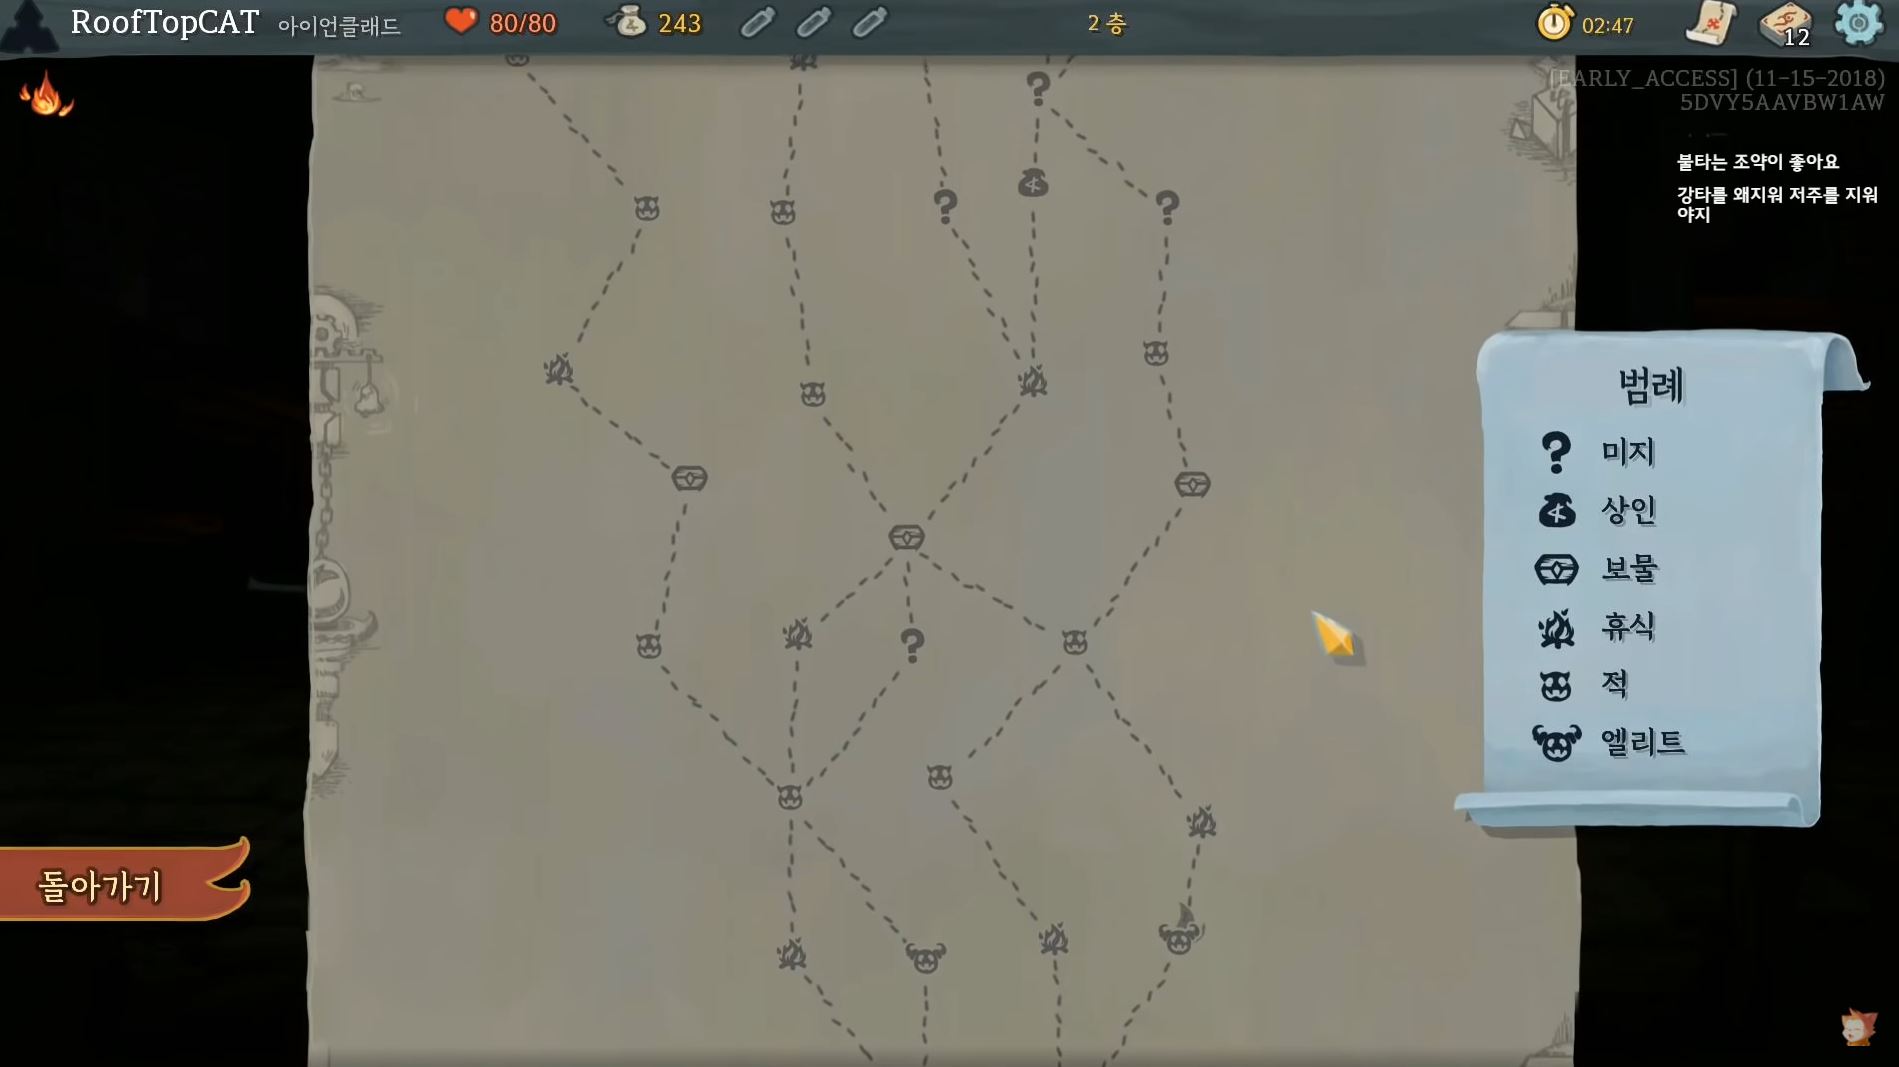 RoofTopCAT 아이언클래드 80/80 243 2 층 02:47 12
[EARLY_ACCESS] (11-15-2018)
5DVY5AAVBW1AW
불타는 조약이 좋아요
강타를 왜지워 저주를 지워
야지
범례
미지
상인
보물
휴식
적
엘리트
돌아가기